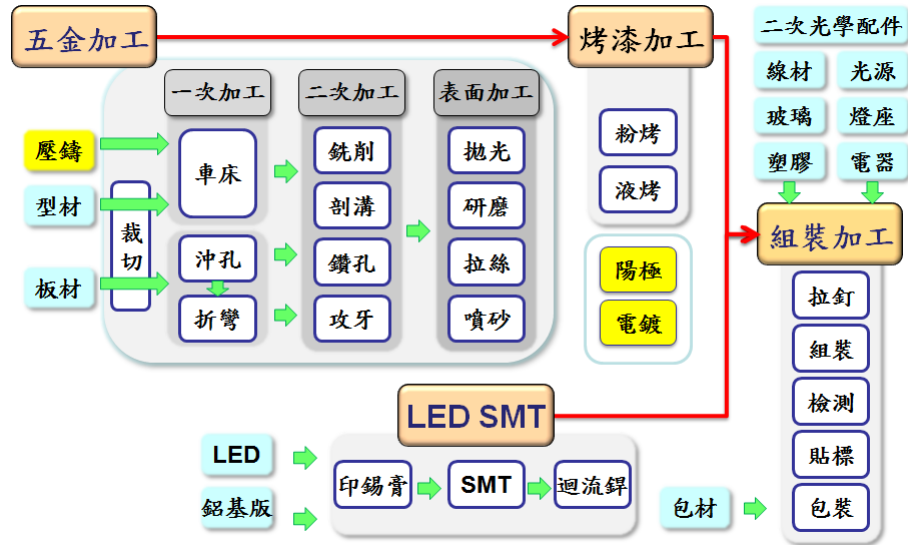 五金加工
烤漆加工
二次光學配件
線材
光源
玻璃
燈座
塑膠
電器
一次加工
二次加工
表面加工
壓鑄
型材
板材
裁切
車床
沖孔
折彎
銑削
剖溝
鑽孔
攻牙
拋光
研磨
拉絲
噴砂
粉烤
液烤
陽極
電鍍
組裝加工
拉釘
組裝
檢測
貼標
包裝
包材
LED SMT
LED
鋁基版
印錫膏
SMT
迴流銲